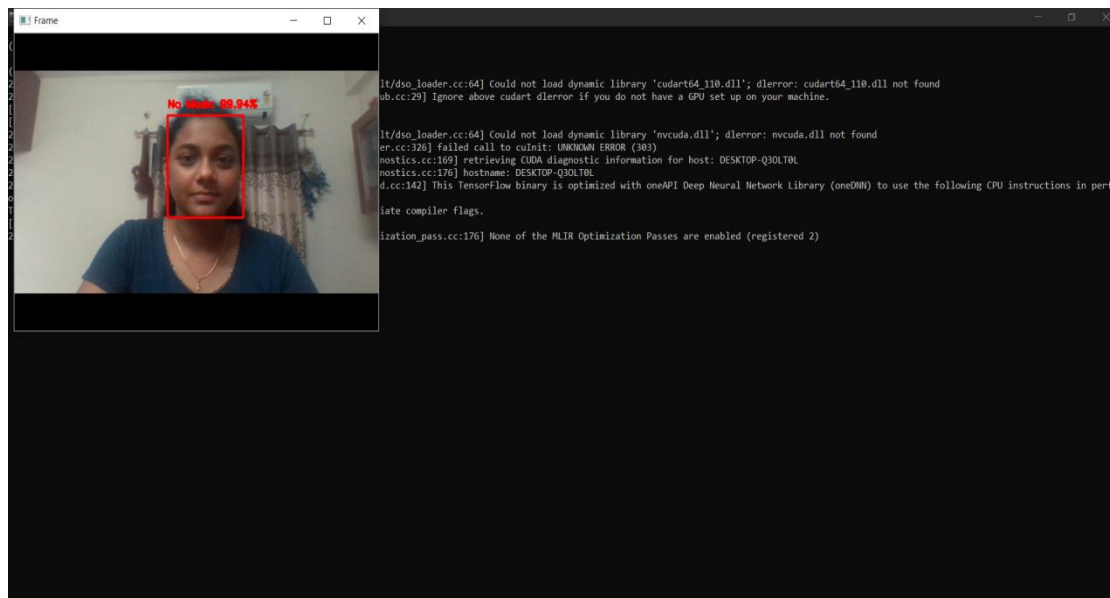 Frame
No Mask: 99.94%
lt/dso_loader.cc:64] Could not load dynamic library 'cudart64_110.dll'; dlerror: cudart64_110.dll not found
ub.cc:29] Ignore above cudart dlerror if you do not have a GPU set up on your machine.
lt/dso_loader.cc:64] Could not load dynamic library 'nvcuda.dll'; dlerror: nvcuda.dll not found
er.cc:326] failed call to cuInit: UNKNOWN ERROR (303)
nostics.cc:169] retrieving CUDA diagnostic information for host: DESKTOP-Q3OLT0L
nostics.cc:176] hostname: DESKTOP-Q3OLT0L
d.cc:142] This TensorFlow binary is optimized with oneAPI Deep Neural Network Library (oneDNN) to use the following CPU instructions in perf
iate compiler flags.
ization_pass.cc:176] None of the MLIR Optimization Passes are enabled (registered 2)